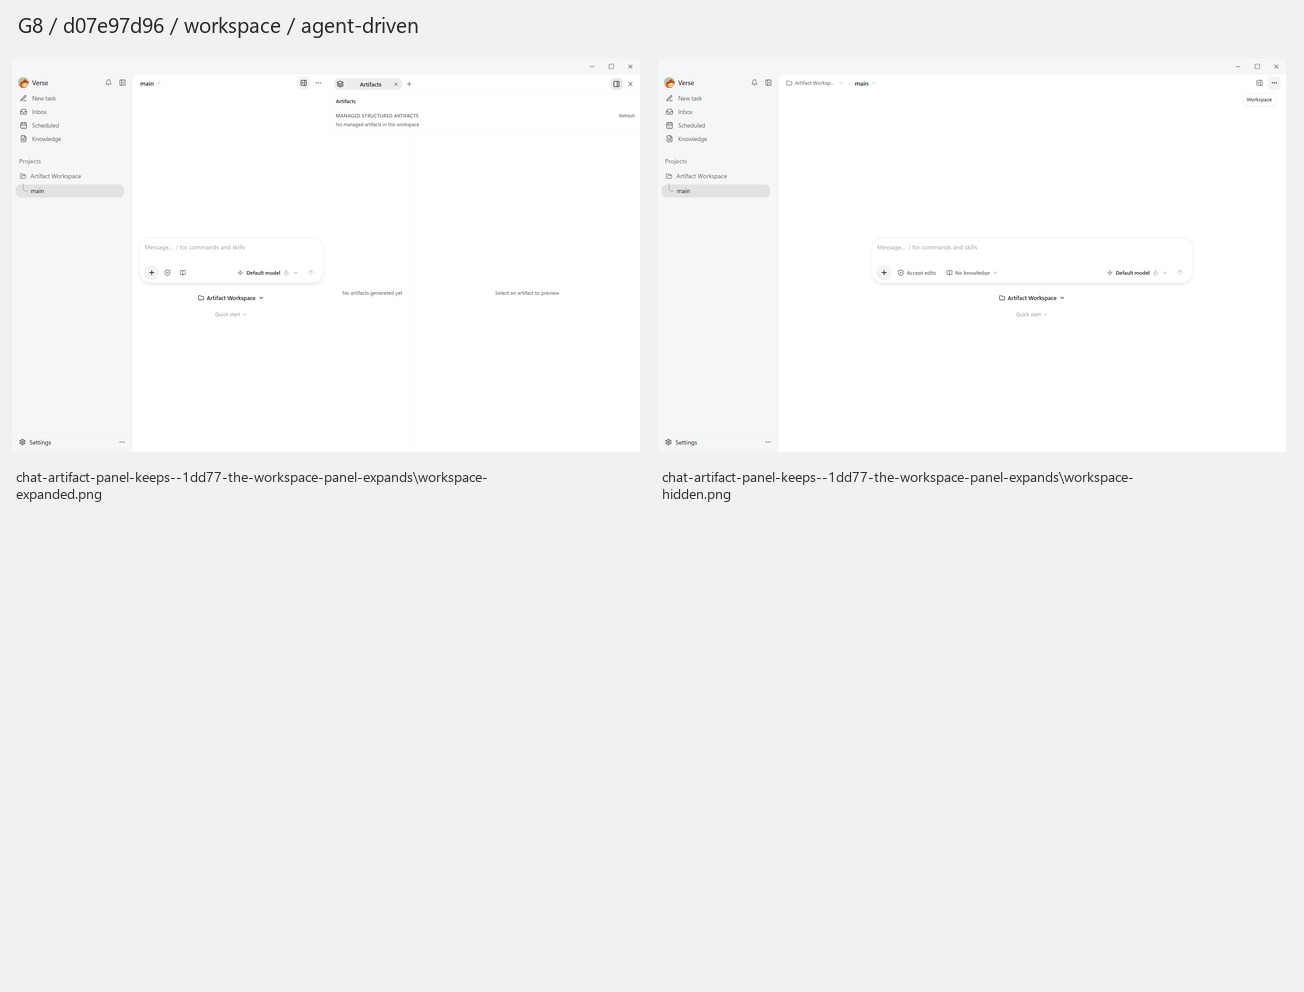 G8 / d07e97d96 / workspace / agent-driven
Verse
New task
Inbox
Scheduled
Knowledge
Projects
Artifact Workspace
main
Settings
main
Message... / for commands and skills
Default model
Artifact Workspace
Quick start
Artifacts
Artifacts
MANAGED STRUCTURED ARTIFACTS
Refresh
No managed artifacts in this workspace
No artifacts generated yet
Select an artifact to preview
chat-artifact-panel-keeps--1dd77-the-workspace-panel-expands\workspace-
expanded.png
Verse
New task
Inbox
Scheduled
Knowledge
Projects
Artifact Workspace
main
Settings
Artifact Worksp... / main
Workspace
Message... / for commands and skills
Accept edits No knowledge Default model
Artifact Workspace
Quick start
chat-artifact-panel-keeps--1dd77-the-workspace-panel-expands\workspace-
hidden.png